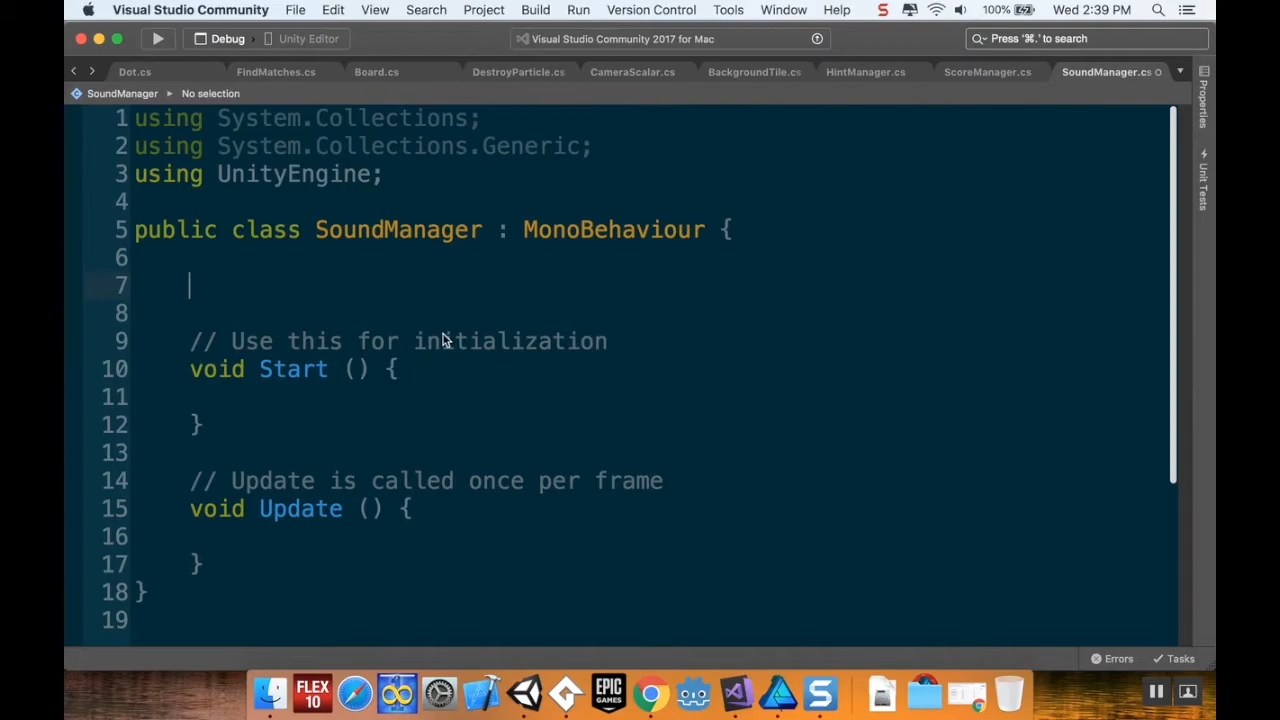 Visual Studio Community File Edit View Search Project Build Run Version Control Tools Window Help 100% Wed 2:39 PM
Debug Unity Editor Visual Studio Community 2017 for Mac Press '⌘.' to search
Dot.cs FindMatches.cs Board.cs DestroyParticle.cs CameraScalar.cs BackgroundTile.cs HintManager.cs ScoreManager.cs SoundManager.cs
SoundManager No selection
Properties
Unit Tests
1 using System.Collections;
2 using System.Collections.Generic;
3 using UnityEngine;
4
5 public class SoundManager : MonoBehaviour {
6
7
8
9 // Use this for initialization
10 void Start () {
11
12 }
13
14 // Update is called once per frame
15 void Update () {
16
17 }
18 }
19
Errors Tasks
FLEX
10
EPIC
GAMES
S